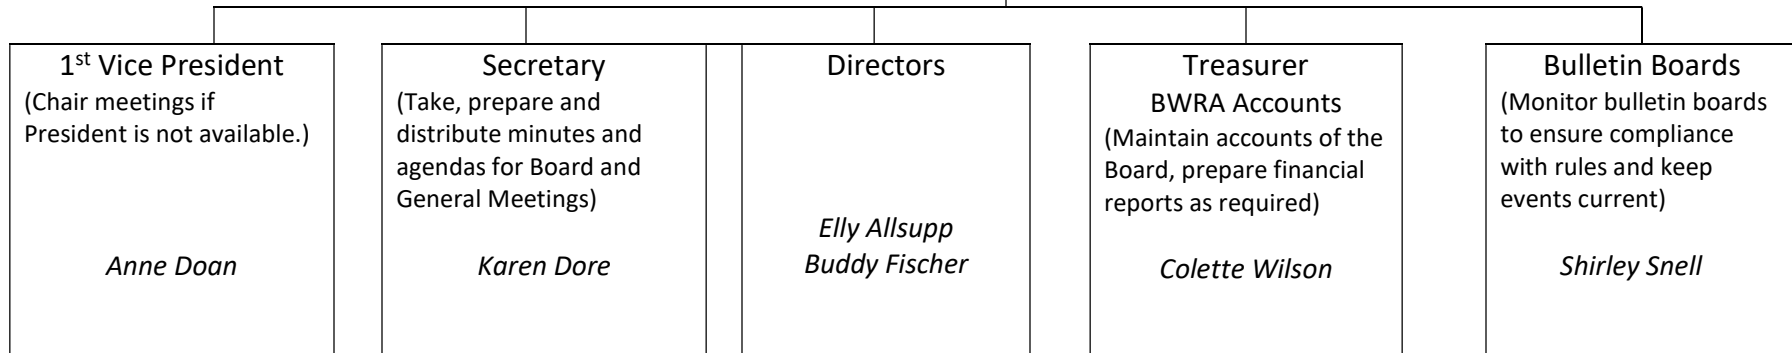 1st Vice President
(Chair meetings if
President is not available.)
Anne Doan
Secretary
(Take, prepare and
distribute minutes and
agendas for Board and
General Meetings)
Karen Dore
Directors
Elly Allsupp
Buddy Fischer
Treasurer
BWRA Accounts
(Maintain accounts of the
Board, prepare financial
reports as required)
Colette Wilson
Bulletin Boards
(Monitor bulletin boards
to ensure compliance
with rules and keep
events current)
Shirley Snell